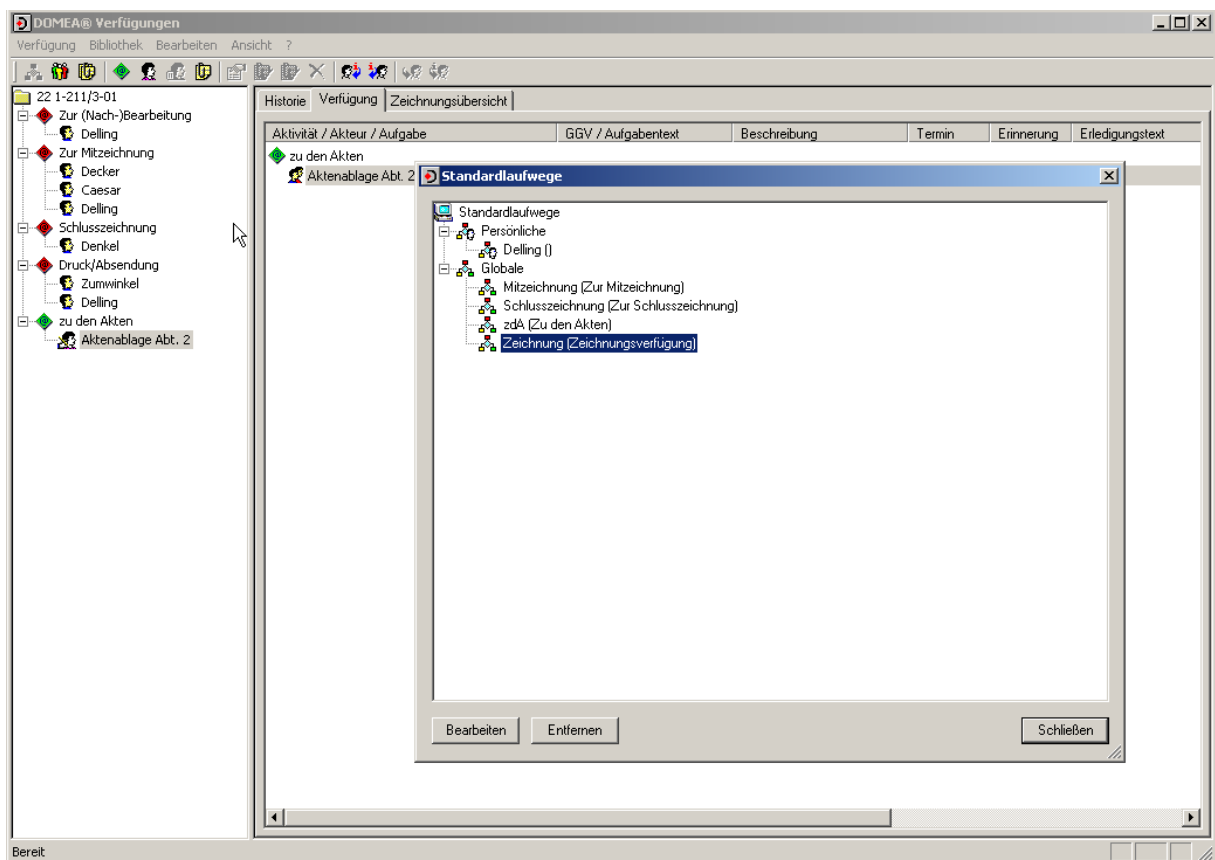 DOMEA® Verfügungen
Verfügung Bibliothek Bearbeiten Ansicht ?
22 1-211/3-01
Zur (Nach-)Bearbeitung
Delling
Zur Mitzeichnung
Decker
Caesar
Delling
Schlusszeichnung
Denkel
Druck/Absendung
Zumwinkel
Delling
zu den Akten
Aktenablage Abt. 2
Historie Verfügung Zeichnungsübersicht
Aktivität / Akteur / Aufgabe GGV / Aufgabentext Beschreibung Termin Erinnerung Erledigungstext
zu den Akten
Aktenablage Abt. 2
Standardlaufwege
Standardlaufwege
Persönliche
Delling ()
Globale
Mitzeichnung (Zur Mitzeichnung)
Schlusszeichnung (Zur Schlusszeichnung)
zdA (Zu den Akten)
Zeichnung (Zeichnungsverfügung)
Bearbeiten Entfernen Schließen
Bereit